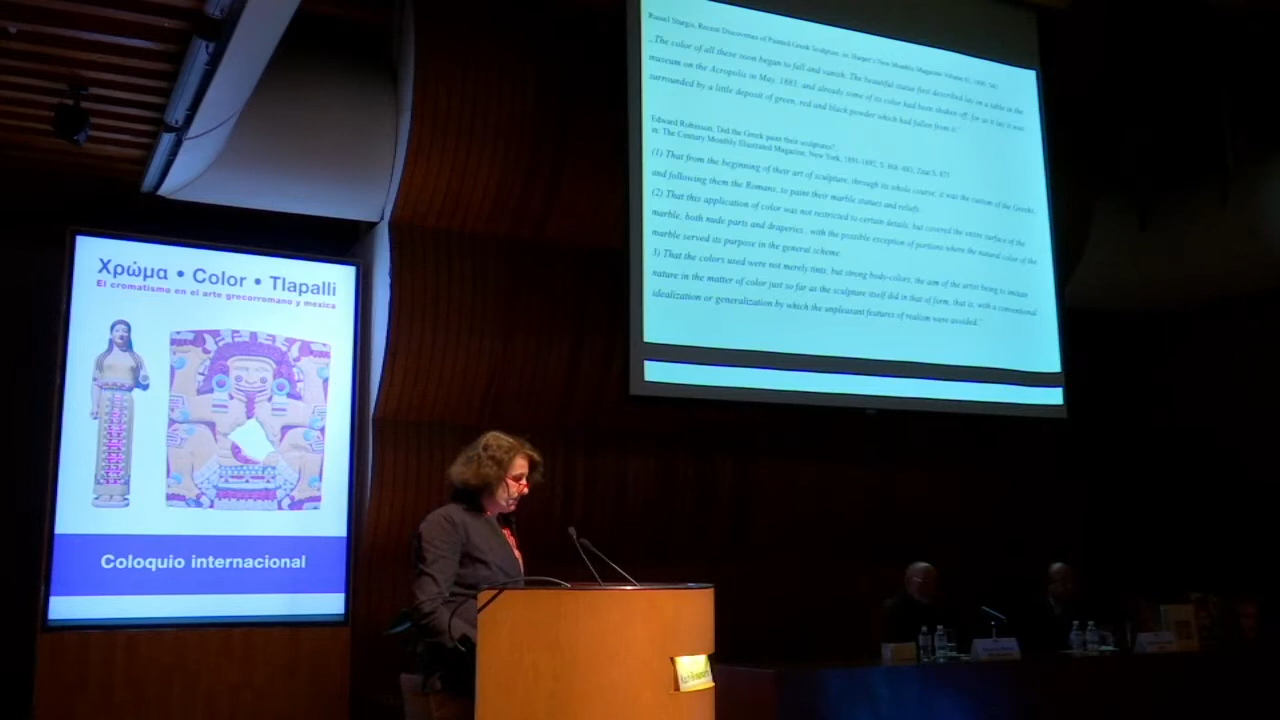 Χρώμα • Color • Tlapalli
El cromatismo en el arte grecorromano y mexica
Coloquio internacional
Russel Sturgis, Recent Discoveries of Painted Greek Sculpture, in: Harper's New Monthly Magazine
„The color of all these soon began to fall and vanish. The beautiful statue first described lay on a table in the
museum on the Acropolis in May, 1883, and already some of its color had been shaken off, for as it lay it was
surrounded by a little deposit of green, red and black powder which had fallen from it."
Edward Robinson, Did the Greek paint their sculptures?,
in: The Century Monthly Illustrated Magazine, New York, 1891-1892, S. 868-883, Zitat S. 871
(1) That from the beginning of their art of sculpture, through its whole course, it was the custom of the Greeks,
and following them the Romans, to paint their marble statues and reliefs.
(2) That this application of color was not restricted to certain details, but covered the entire surface of the
marble, both nude parts and draperies, with the possible exception of portions where the natural color of the
marble served its purpose in the general scheme.
3) That the colors used were not merely tints, but strong body-colors, the aim of the artist being to imitate
nature in the matter of color just so far as the sculpture itself did in that of form, that is, with a conventional
idealization or generalization by which the unpleasant features of realism were avoided."